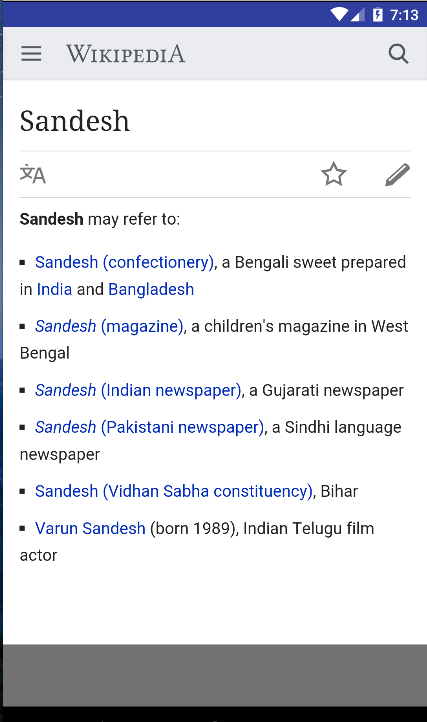 7:13
WIKIPEDIA
Sandesh
文A
Sandesh may refer to:
▪ Sandesh (confectionery), a Bengali sweet prepared
in India and Bangladesh
▪ Sandesh (magazine), a children's magazine in West
Bengal
▪ Sandesh (Indian newspaper), a Gujarati newspaper
▪ Sandesh (Pakistani newspaper), a Sindhi language
newspaper
▪ Sandesh (Vidhan Sabha constituency), Bihar
▪ Varun Sandesh (born 1989), Indian Telugu film
actor